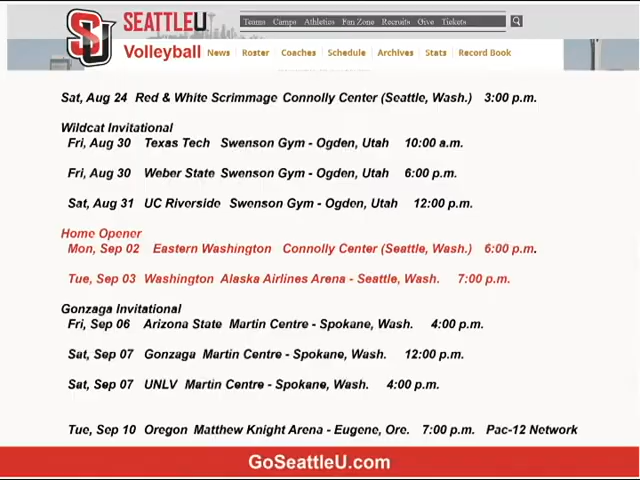 SEATTLEU
SU
Teams Camps Athletics Fan Zone Recruits Give Tickets
Volleyball News Roster Coaches Schedule Archives Stats Record Book
Sat, Aug 24 Red & White Scrimmage Connolly Center (Seattle, Wash.) 3:00 p.m.
Wildcat Invitational
Fri, Aug 30 Texas Tech Swenson Gym - Ogden, Utah 10:00 a.m.
Fri, Aug 30 Weber State Swenson Gym - Ogden, Utah 6:00 p.m.
Sat, Aug 31 UC Riverside Swenson Gym - Ogden, Utah 12:00 p.m.
Home Opener
Mon, Sep 02 Eastern Washington Connolly Center (Seattle, Wash.) 6:00 p.m.
Tue, Sep 03 Washington Alaska Airlines Arena - Seattle, Wash. 7:00 p.m.
Gonzaga Invitational
Fri, Sep 06 Arizona State Martin Centre - Spokane, Wash. 4:00 p.m.
Sat, Sep 07 Gonzaga Martin Centre - Spokane, Wash. 12:00 p.m.
Sat, Sep 07 UNLV Martin Centre - Spokane, Wash. 4:00 p.m.
Tue, Sep 10 Oregon Matthew Knight Arena - Eugene, Ore. 7:00 p.m. Pac-12 Network
GoSeattleU.com